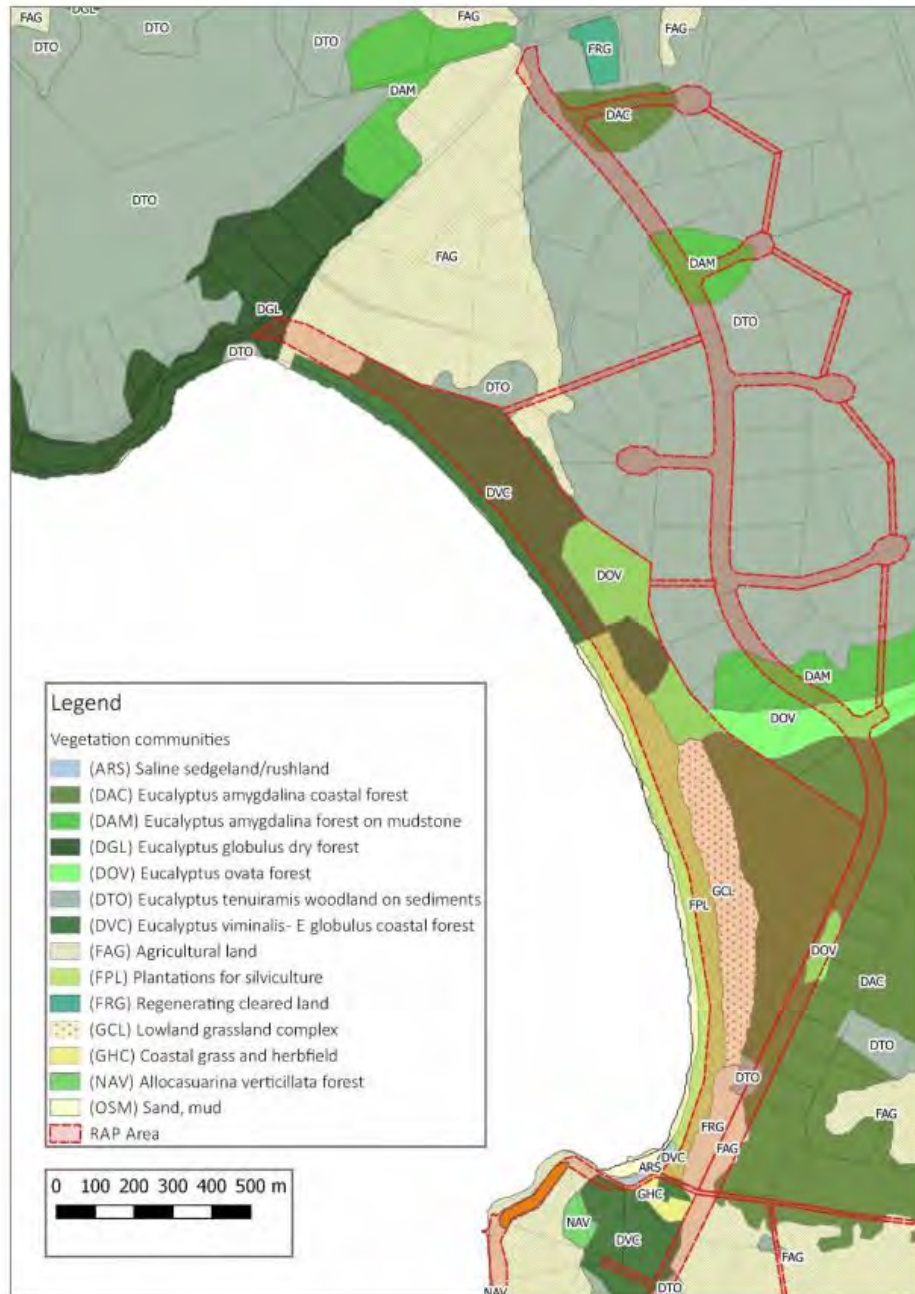 FAG
DGL
FAG
DTO
DTO
DTO
FRG
FAG
DAM
DAC
DTO
FAG
DAM
DGL
DTO
DTO
DTO
DVC
DOV
DAM
DOV
Legend
Vegetation communities
(ARS) Saline sedgeland/rushland
(DAC) Eucalyptus amygdalina coastal forest
(DAM) Eucalyptus amygdalina forest on mudstone
(DGL) Eucalyptus globulus dry forest
(DOV) Eucalyptus ovata forest
(DTO) Eucalyptus tenuiramis woodland on sediments
(DVC) Eucalyptus viminalis- E globulus coastal forest
(FAG) Agricultural land
(FPL) Plantations for silviculture
(FRG) Regenerating cleared land
(GCL) Lowland grassland complex
(GHC) Coastal grass and herbfield
(NAV) Allocasuarina verticillata forest
(OSM) Sand, mud
RAP Area
0 100 200 300 400 500 m
GCL
FPL
DOV
DAC
DTO
DTO
FAG
FRG
FAG
DVC
ARS
GHC
NAV
DVC
FAG
DTO
NAV